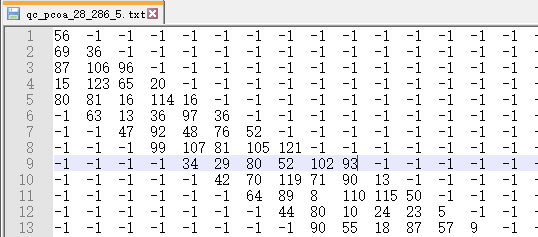 qc_pcoa_28_286_5.txt
1 56 -1 -1 -1 -1 -1 -1 -1 -1 -1 -1 -1 -1 -1 -1 -
2 69 36 -1 -1 -1 -1 -1 -1 -1 -1 -1 -1 -1 -1 -1 -
3 87 106 96 -1 -1 -1 -1 -1 -1 -1 -1 -1 -1 -1 -1 -
4 15 123 65 20 -1 -1 -1 -1 -1 -1 -1 -1 -1 -1 -1 -
5 80 81 16 114 16 -1 -1 -1 -1 -1 -1 -1 -1 -1 -1 -
6 -1 63 13 36 97 36 -1 -1 -1 -1 -1 -1 -1 -1 -1 -
7 -1 -1 47 92 48 76 52 -1 -1 -1 -1 -1 -1 -1 -1 -
8 -1 -1 -1 99 107 81 105 121 -1 -1 -1 -1 -1 -1 -1 -
9 -1 -1 -1 -1 34 29 80 52 102 93 -1 -1 -1 -1 -1 -
10 -1 -1 -1 -1 -1 42 70 119 71 90 13 -1 -1 -1 -1 -
11 -1 -1 -1 -1 -1 -1 64 89 8 110 115 50 -1 -1 -1 -
12 -1 -1 -1 -1 -1 -1 -1 44 80 10 24 23 5 -1 -1 -
13 -1 -1 -1 -1 -1 -1 -1 -1 90 55 18 87 57 9 -1 -